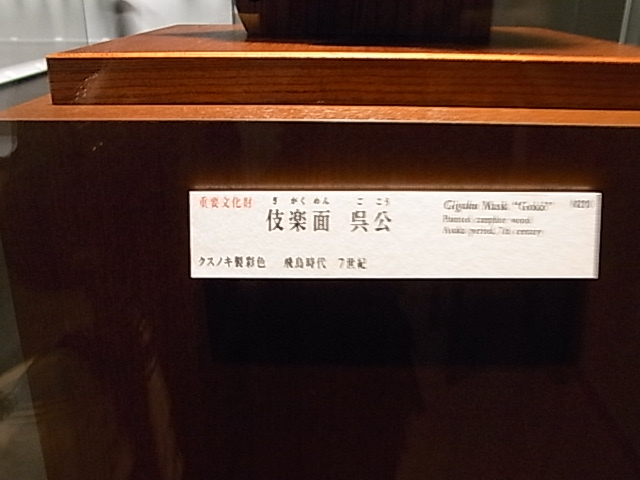 重要文化財
ぎがくめん ごこう
伎楽面 呉公
クスノキ製彩色 飛鳥時代 7世紀
Gigaku Mask "Gokō"
Painted camphor wood
Asuka period, 7th century